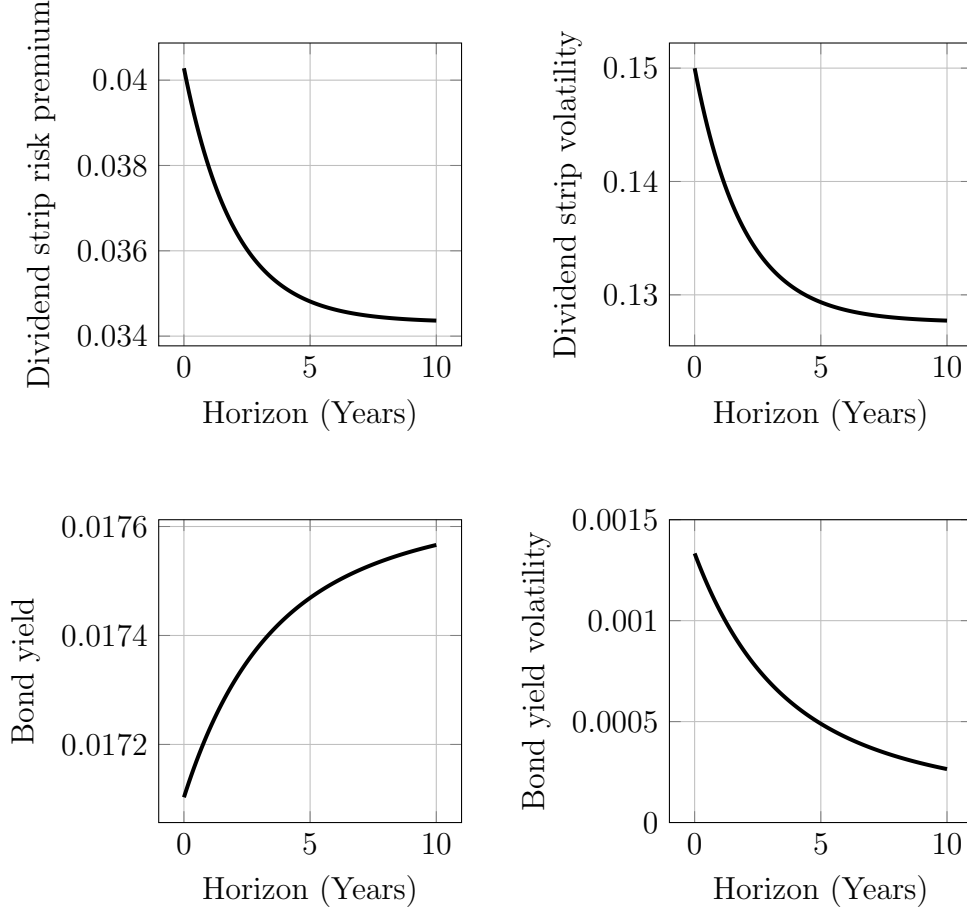 Dividend strip risk premium
0.04
0.038
0.036
0.034
0 5 10
Horizon (Years)
Dividend strip volatility
0.15
0.14
0.13
0 5 10
Horizon (Years)
Bond yield
0.0176
0.0174
0.0172
0 5 10
Horizon (Years)
Bond yield volatility
0.0015
0.001
0.0005
0
0 5 10
Horizon (Years)